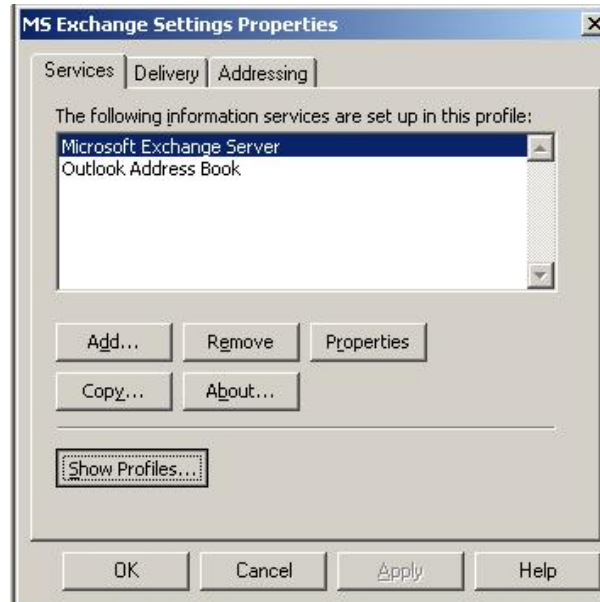 MS Exchange Settings Properties
Services Delivery Addressing
The following information services are set up in this profile:
Microsoft Exchange Server
Outlook Address Book
Add... Remove Properties
Copy... About...
Show Profiles...
OK Cancel Apply Help